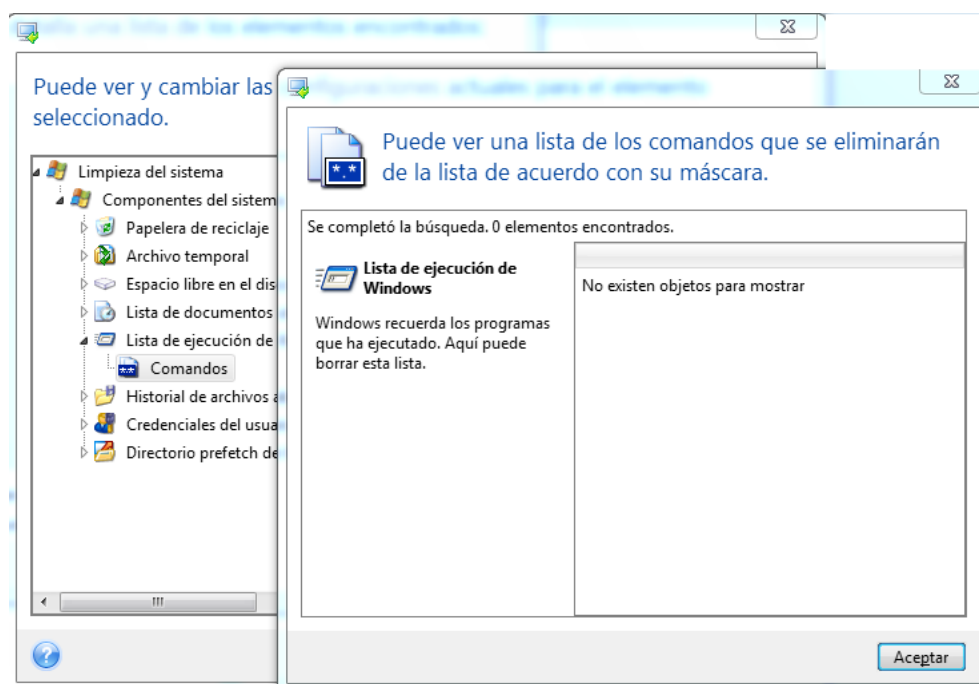 Puede ver y cambiar las
seleccionado.
Limpieza del sistema
Componentes del sistem
Papelera de reciclaje
Archivo temporal
Espacio libre en el dis
Lista de documentos
Lista de ejecución de
Comandos
Historial de archivos a
Credenciales del usua
Directorio prefetch de
Puede ver una lista de los comandos que se eliminarán
de la lista de acuerdo con su máscara.
Se completó la búsqueda. 0 elementos encontrados.
Lista de ejecución de
Windows
Windows recuerda los programas
que ha ejecutado. Aquí puede
borrar esta lista.
No existen objetos para mostrar
Aceptar